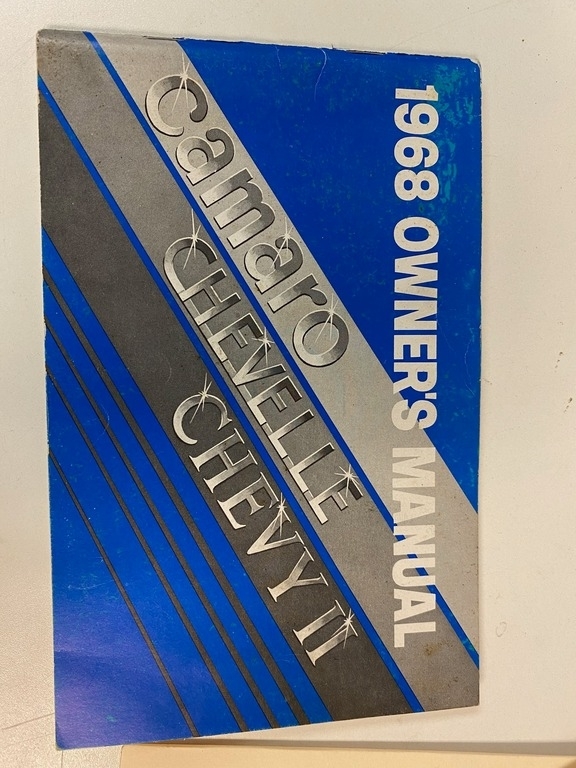 1968 OWNER'S MANUAL
camaro
CHEVELLE
CHEVY II